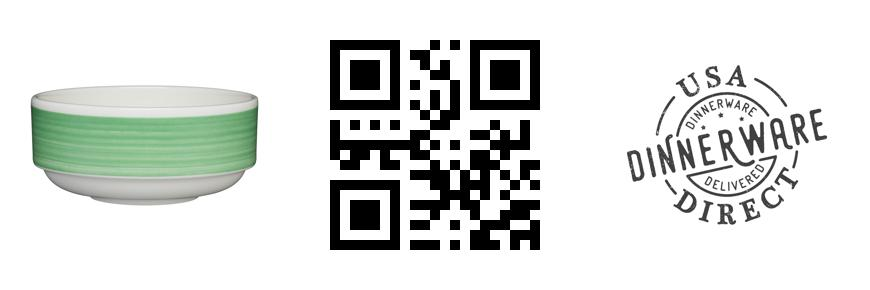 USA
DINNERWARE
DINNERWARE
DELIVERED
DIRECT